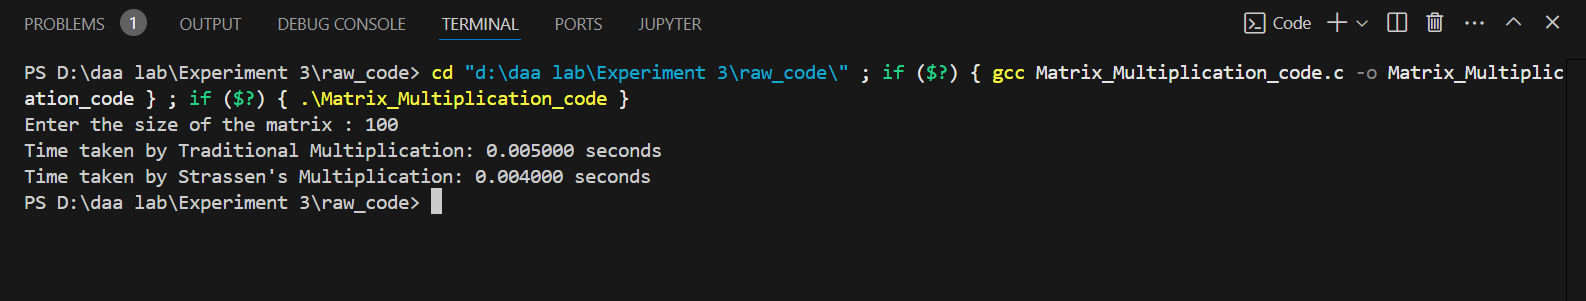 PROBLEMS 1 OUTPUT DEBUG CONSOLE TERMINAL PORTS JUPYTER Code
PS D:\daa lab\Experiment 3\raw_code> cd "d:\daa lab\Experiment 3\raw_code\" ; if ($?) { gcc Matrix_Multiplication_code.c -o Matrix_Multiplic
ation_code } ; if ($?) { .\Matrix_Multiplication_code }
Enter the size of the matrix : 100
Time taken by Traditional Multiplication: 0.005000 seconds
Time taken by Strassen's Multiplication: 0.004000 seconds
PS D:\daa lab\Experiment 3\raw_code>